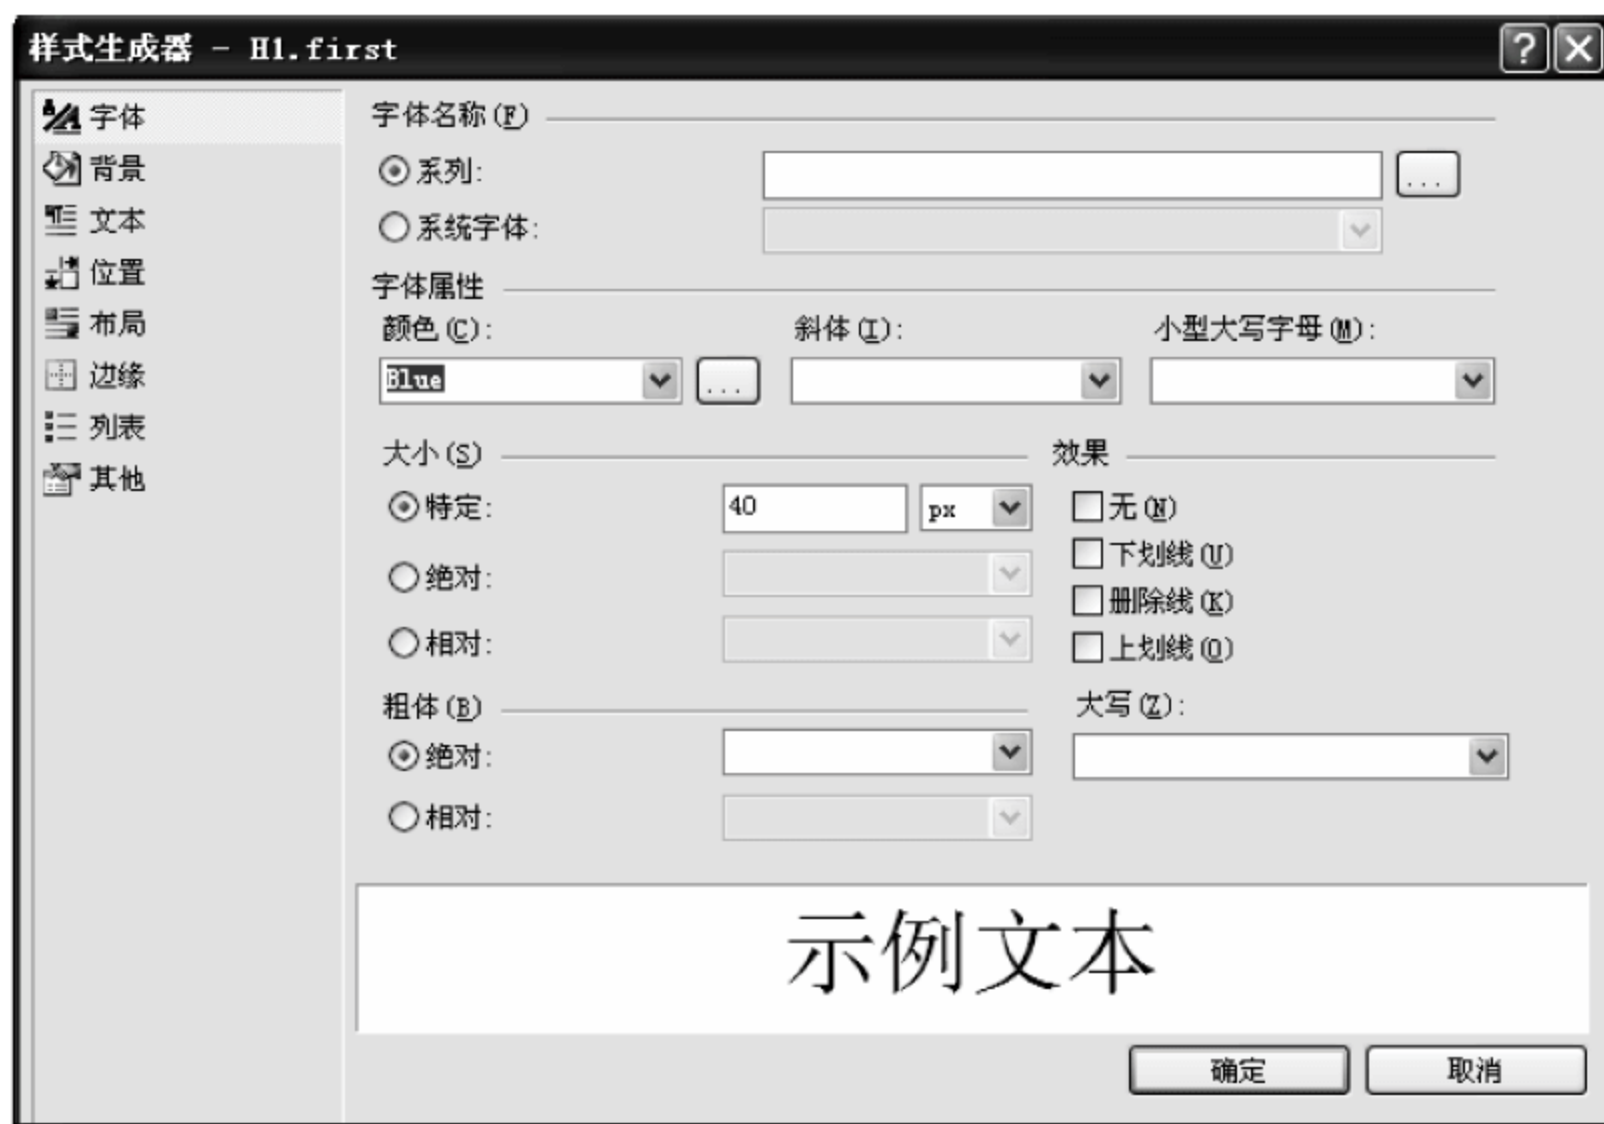 样式生成器 - H1.first
字体
背景
文本
位置
布局
边缘
列表
其他
字体名称(F)
系列:
...
系统字体:
字体属性
颜色(C): 斜体(I): 小型大写字母(M):
Blue ...
大小(S) 效果
特定: 40 px 无(N)
下划线(U)
绝对:
删除线(K)
相对: 上划线(O)
粗体(B) 大写(Z):
绝对:
相对:
示例文本
确定 取消